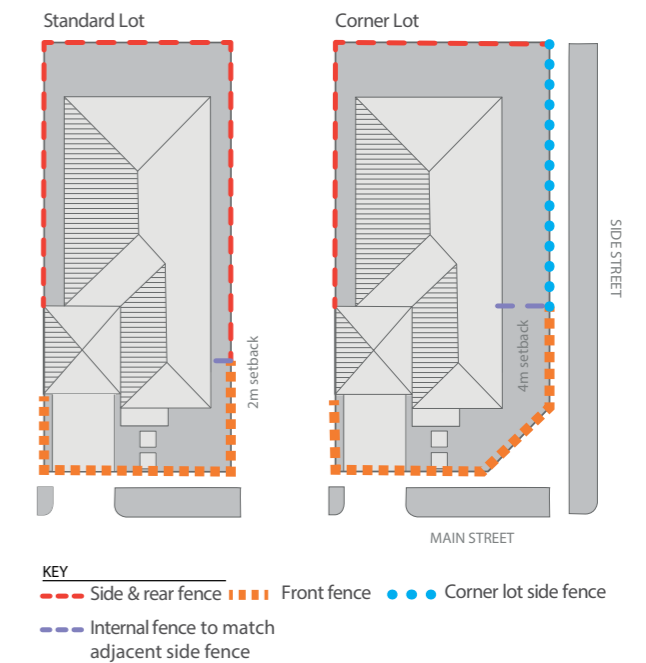 Standard Lot
Corner Lot
SIDE STREET
2m setback
4m setback
MAIN STREET
KEY
Side & rear fence
Front fence
Corner lot side fence
Internal fence to match
adjacent side fence